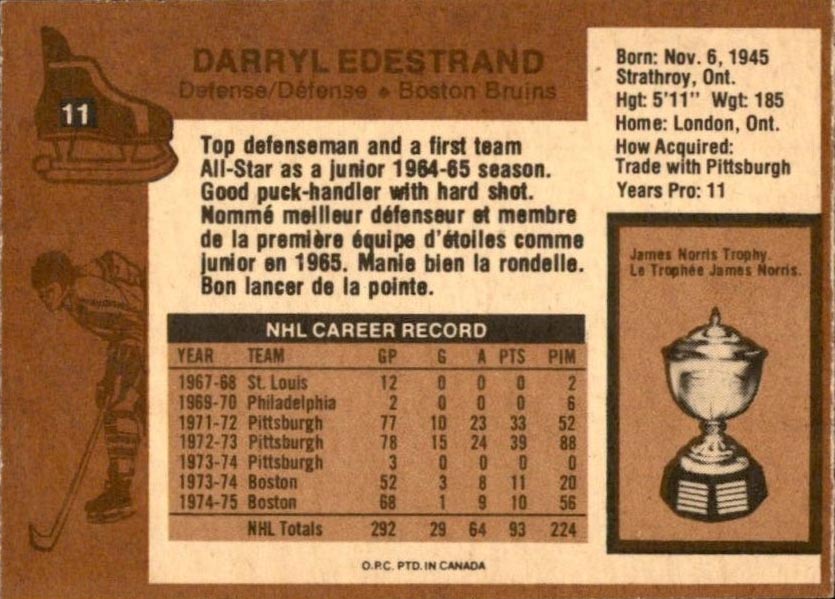 11
DARRYL EDESTRAND
Defense/Défense ♠ Boston Bruins
Born: Nov. 6, 1945
Strathroy, Ont.
Hgt: 5'11" Wgt: 185
Home: London, Ont.
How Acquired:
Trade with Pittsburgh
Years Pro: 11
Top defenseman and a first team
All-Star as a junior 1964-65 season.
Good puck-handler with hard shot.
Nommé meilleur défenseur et membre
de la première équipe d'étoiles comme
junior en 1965. Manie bien la rondelle.
Bon lancer de la pointe.
James Norris Trophy.
Le Trophée James Norris.
NHL CAREER RECORD
YEAR TEAM GP G A PTS PIM
1967-68 St. Louis 12 0 0 0 2
1969-70 Philadelphia 2 0 0 0 6
1971-72 Pittsburgh 77 10 23 33 52
1972-73 Pittsburgh 78 15 24 39 88
1973-74 Pittsburgh 3 0 0 0 0
1973-74 Boston 52 3 8 11 20
1974-75 Boston 68 1 9 10 56
NHL Totals 292 29 64 93 224
O.P.C. PTD. IN CANADA